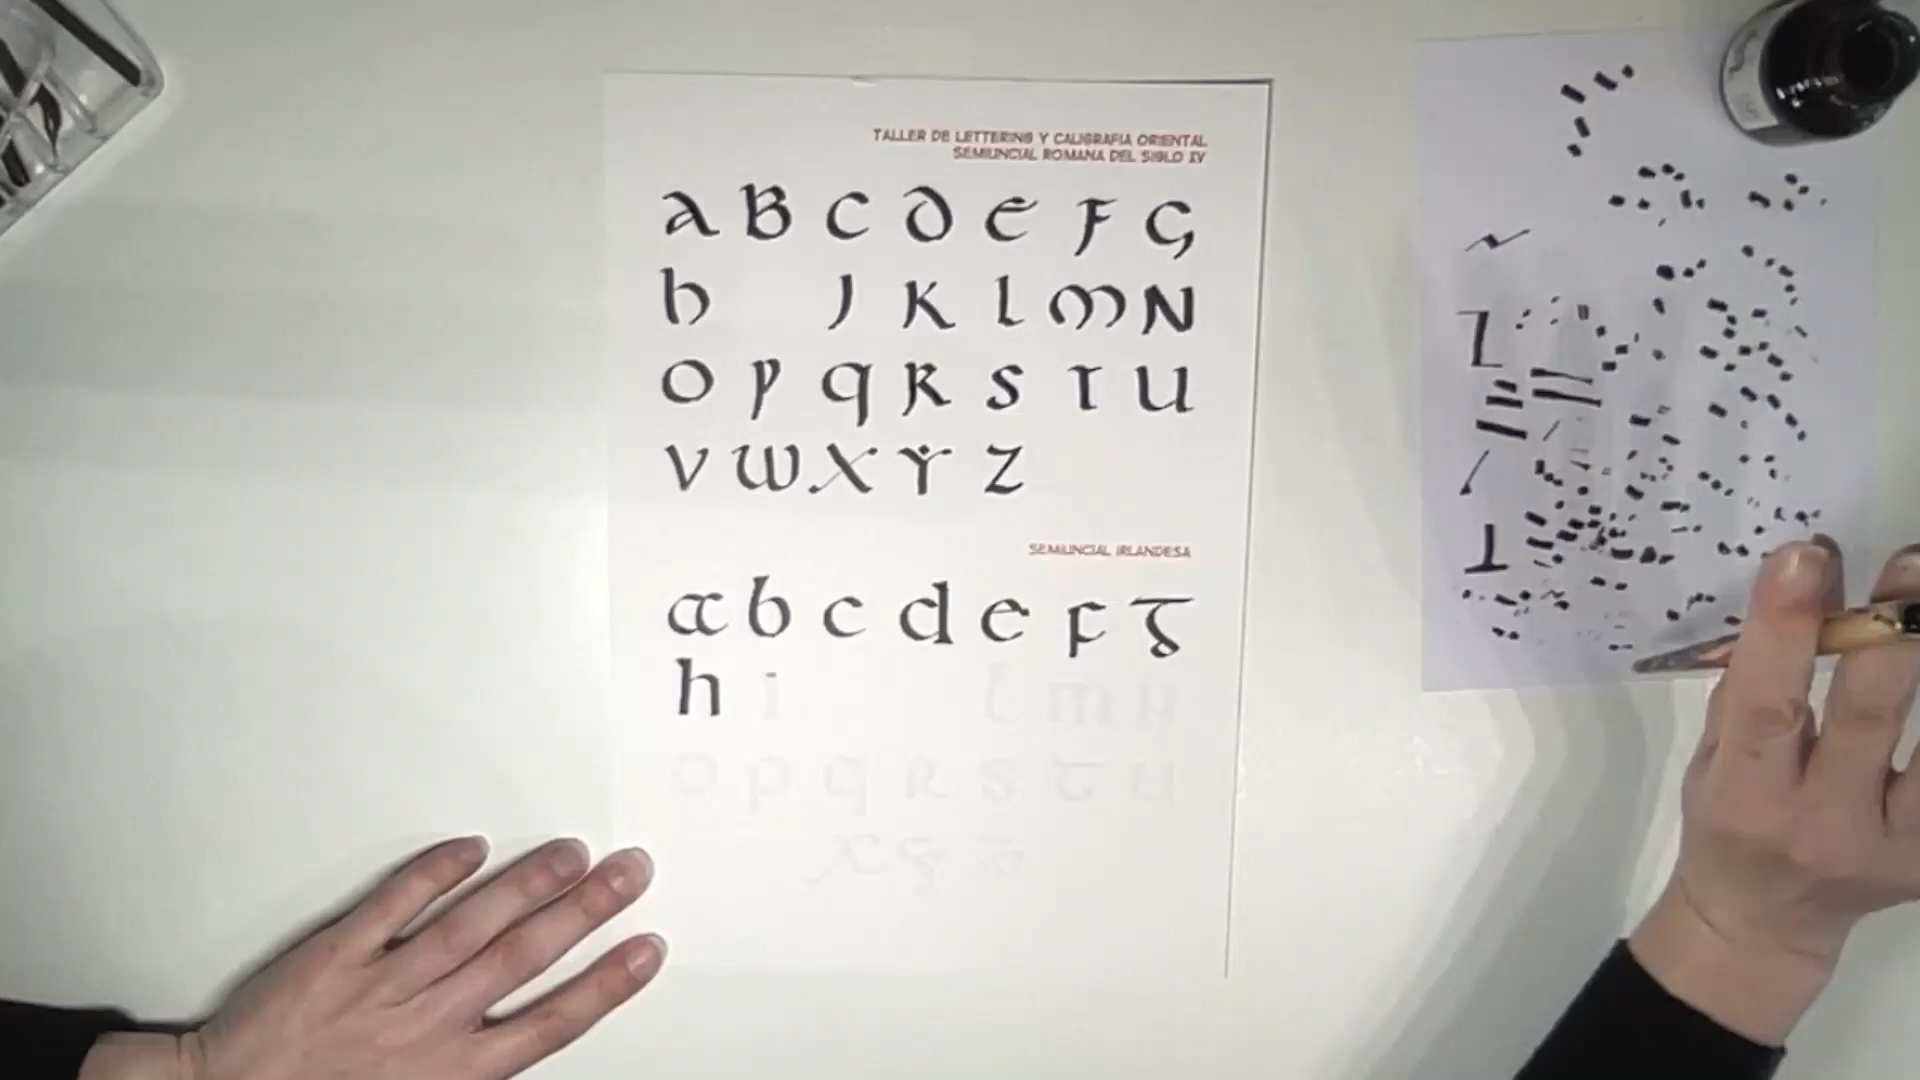 TALLER DE LETTERING Y CALIGRAFIA ORIENTAL
SEMIUNCIAL ROMANA DEL SIGLO IV
a B C d e F G
h J K l m N
O p q R S T U
V W X Y Z
SEMIUNCIAL IRLANDESA
a b c d e f g
h i l m n
o p q r s t u
x y z